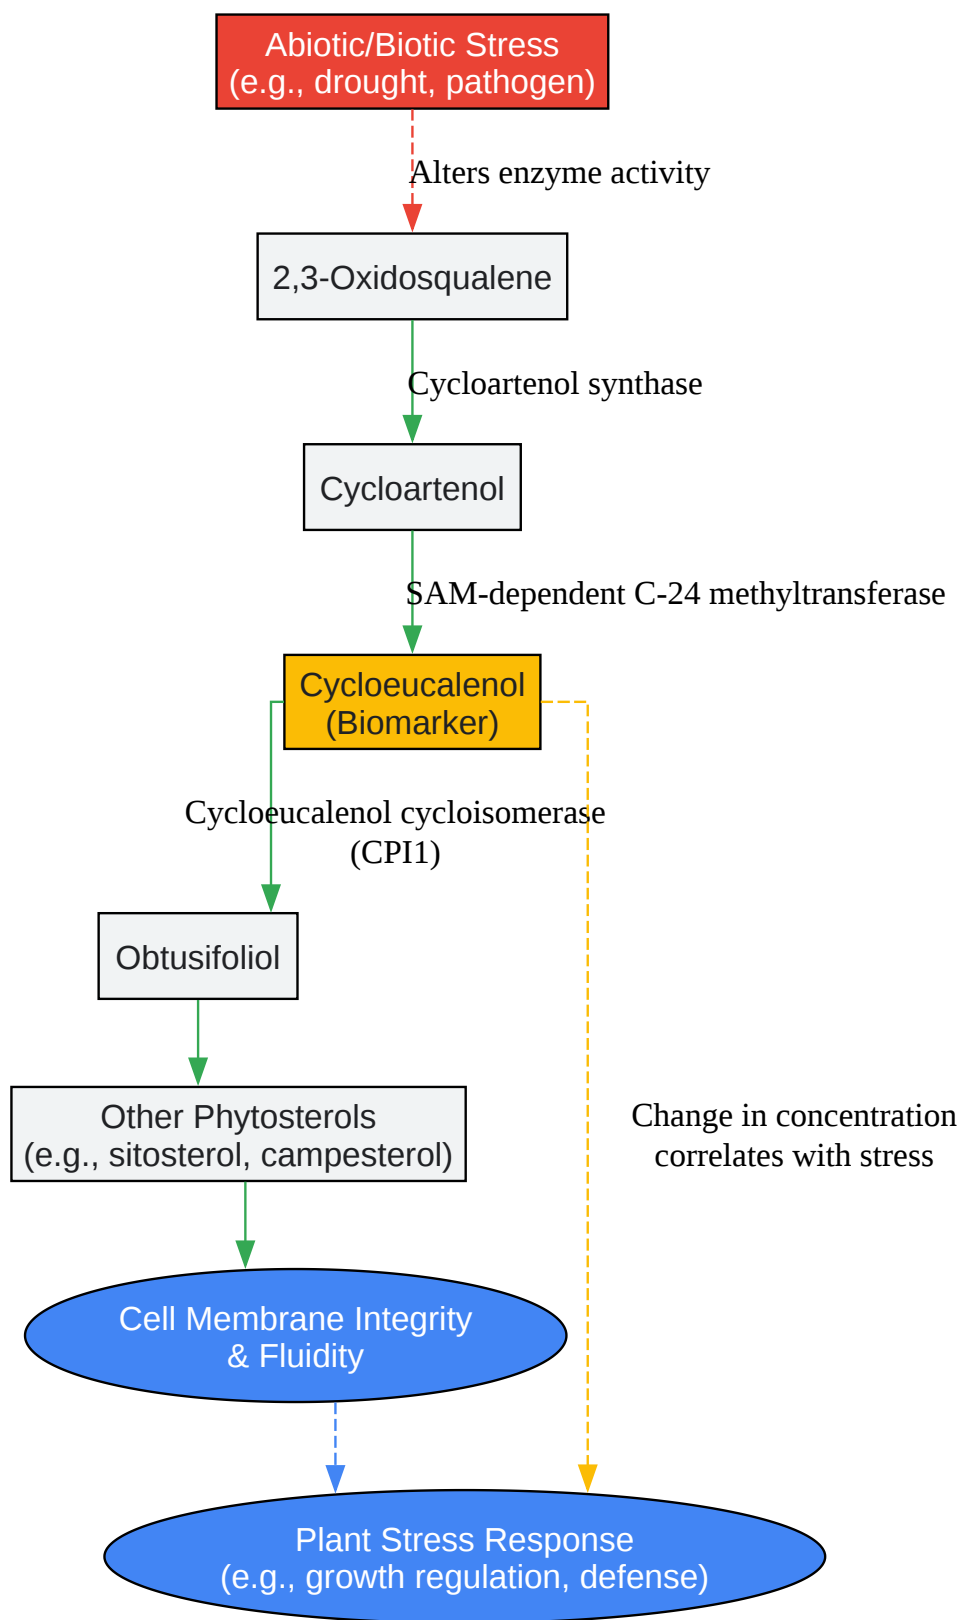 Abiotic/Biotic Stress
(e.g., drought, pathogen)
Alters enzyme activity
2,3-Oxidosqualene
Cycloartenol synthase
Cycloartenol
SAM-dependent C-24 methyltransferase
Cycloeucalenol
(Biomarker)
Cycloeucalenol cycloisomerase
(CPI1)
Obtusifoliol
Other Phytosterols
(e.g., sitosterol, campesterol)
Change in concentration
correlates with stress
Cell Membrane Integrity
& Fluidity
Plant Stress Response
(e.g., growth regulation, defense)